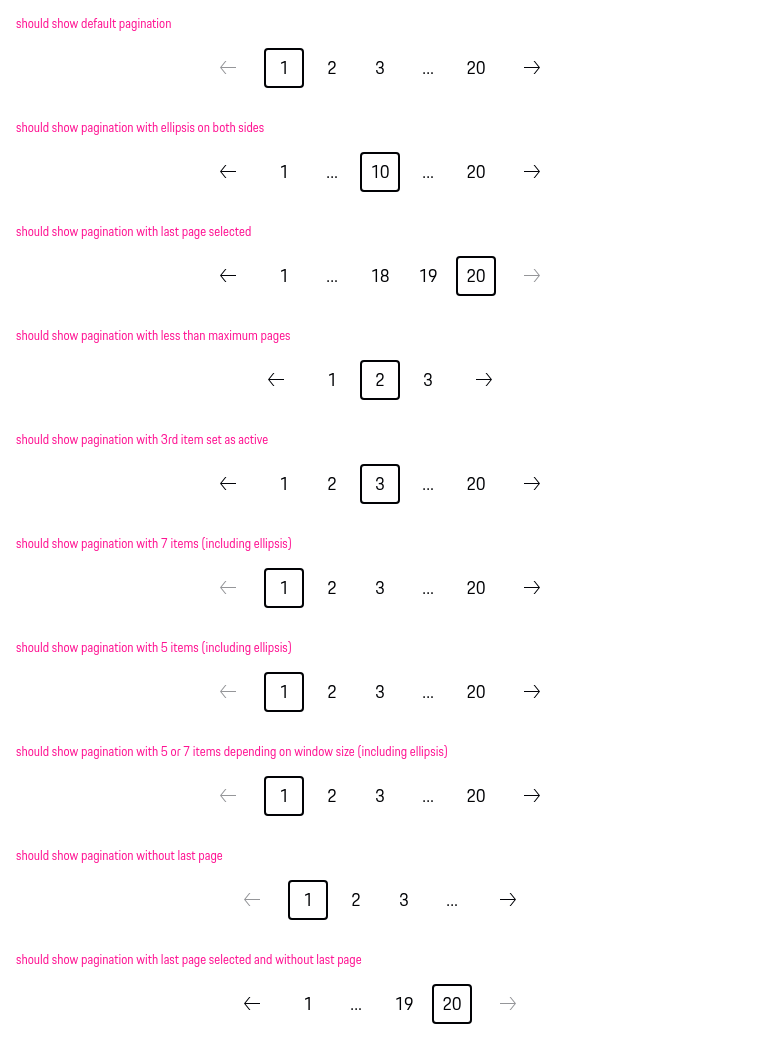 should show default pagination
← 1 2 3 ... 20 →
should show pagination with ellipsis on both sides
← 1 ... 10 ... 20 →
should show pagination with last page selected
← 1 ... 18 19 20 →
should show pagination with less than maximum pages
← 1 2 3 →
should show pagination with 3rd item set as active
← 1 2 3 ... 20 →
should show pagination with 7 items (including ellipsis)
← 1 2 3 ... 20 →
should show pagination with 5 items (including ellipsis)
← 1 2 3 ... 20 →
should show pagination with 5 or 7 items depending on window size (including ellipsis)
← 1 2 3 ... 20 →
should show pagination without last page
← 1 2 3 ... →
should show pagination with last page selected and without last page
← 1 ... 19 20 →